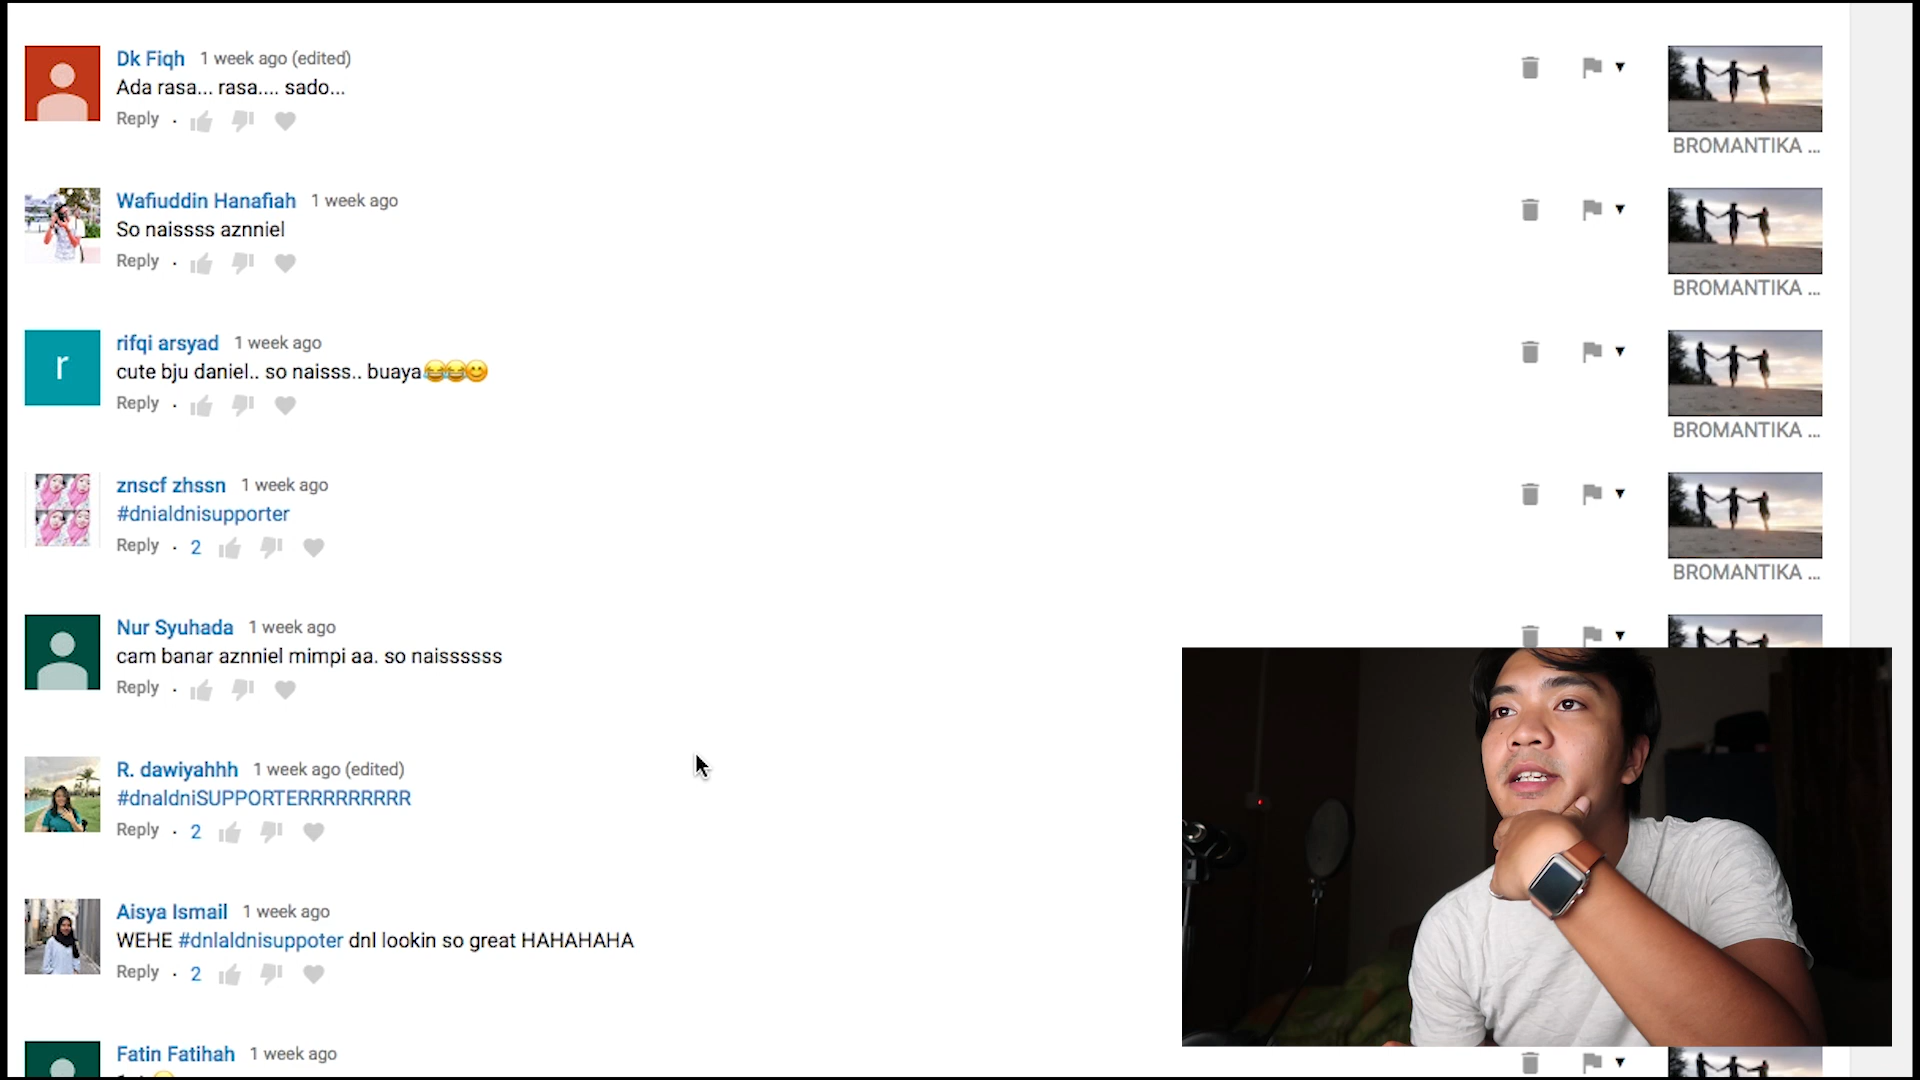 Dk Fiqh 1 week ago (edited)
Ada rasa... rasa.... sado...
Reply
BROMANTIKA ...
Wafiuddin Hanafiah 1 week ago
So naissss aznniel
Reply
BROMANTIKA ...
rifqi arsyad 1 week ago
r
cute bju daniel.. so naisss.. buaya😂😂😊
Reply
BROMANTIKA ...
znscf zhssn 1 week ago
#dnialdnisupporter
Reply · 2
BROMANTIKA ...
Nur Syuhada 1 week ago
cam banar aznniel mimpi aa. so naissssss
Reply
R. dawiyahhh 1 week ago (edited)
#dnaldniSUPPORTERRRRRRRRR
Reply · 2
Aisya Ismail 1 week ago
WEHE #dnlaldnisuppoter dnl lookin so great HAHAHAHA
Reply · 2
Fatin Fatihah 1 week ago